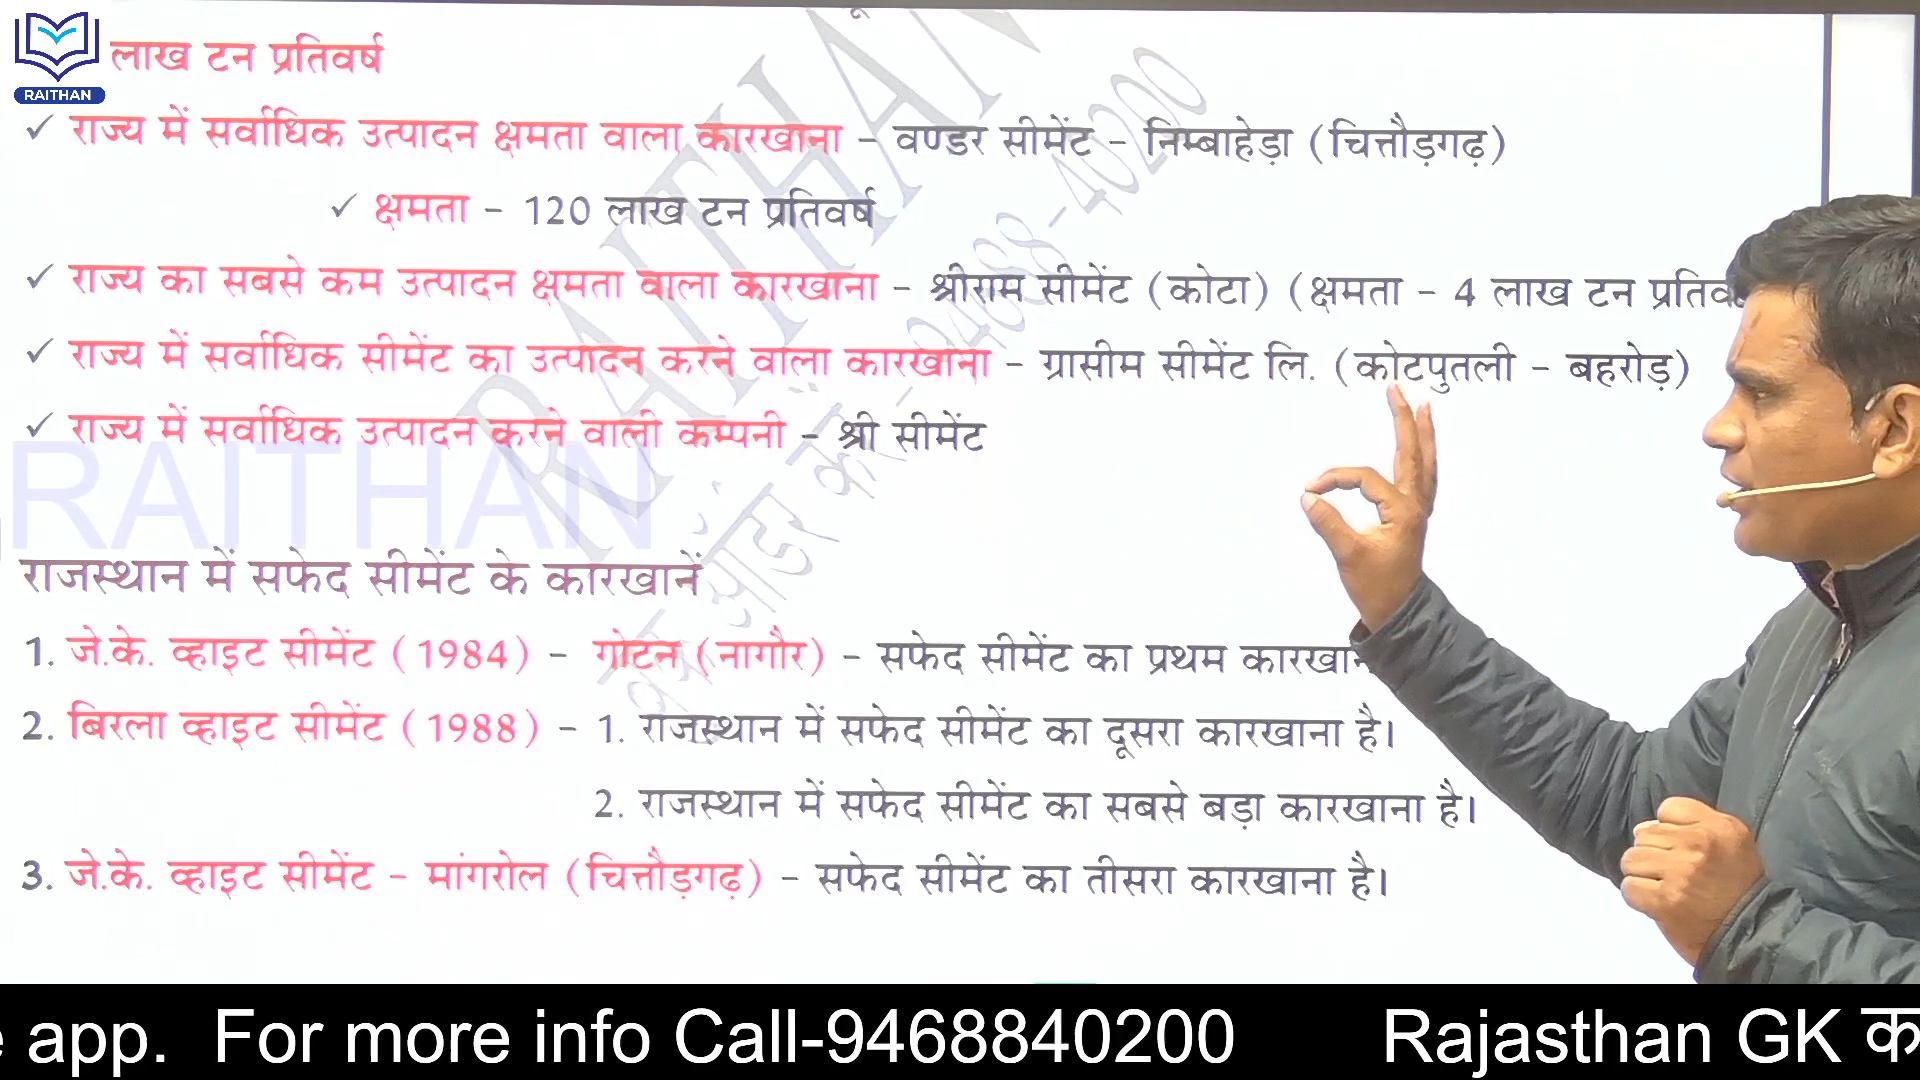 RAITHAN
लाख टन प्रतिवर्ष
✓ राज्य में सर्वाधिक उत्पादन क्षमता वाला कारखाना – वण्डर सीमेंट – निम्बाहेड़ा (चित्तौड़गढ़)
✓ क्षमता – 120 लाख टन प्रतिवर्ष
✓ राज्य का सबसे कम उत्पादन क्षमता वाला कारखाना – श्रीराम सीमेंट (कोटा) (क्षमता – 4 लाख टन
✓ राज्य में सर्वाधिक सीमेंट का उत्पादन करने वाला कारखाना – ग्रासीम सीमेंट लि. (कोटपुतली – बहरोड़)
✓ राज्य में सर्वाधिक उत्पादन करने वाली कम्पनी – श्री सीमेंट
RAITHAN
RAITHAN
राजस्थान में सफेद सीमेंट के कारखानें
1. जे.के. व्हाइट सीमेंट (1984) – गोटन (नागौर) – सफेद सीमेंट का प्रथम
2. बिरला व्हाइट सीमेंट (1988) – 1. राजस्थान में सफेद सीमेंट का दूसरा कारखाना है।
2. राजस्थान में सफेद सीमेंट का सबसे बड़ा कारखाना है।
3. जे.के. व्हाइट सीमेंट – मांगरोल (चित्तौड़गढ़) – सफेद सीमेंट का तीसरा कारखाना है।
app. For more info Call-9468840200 Rajasthan GK